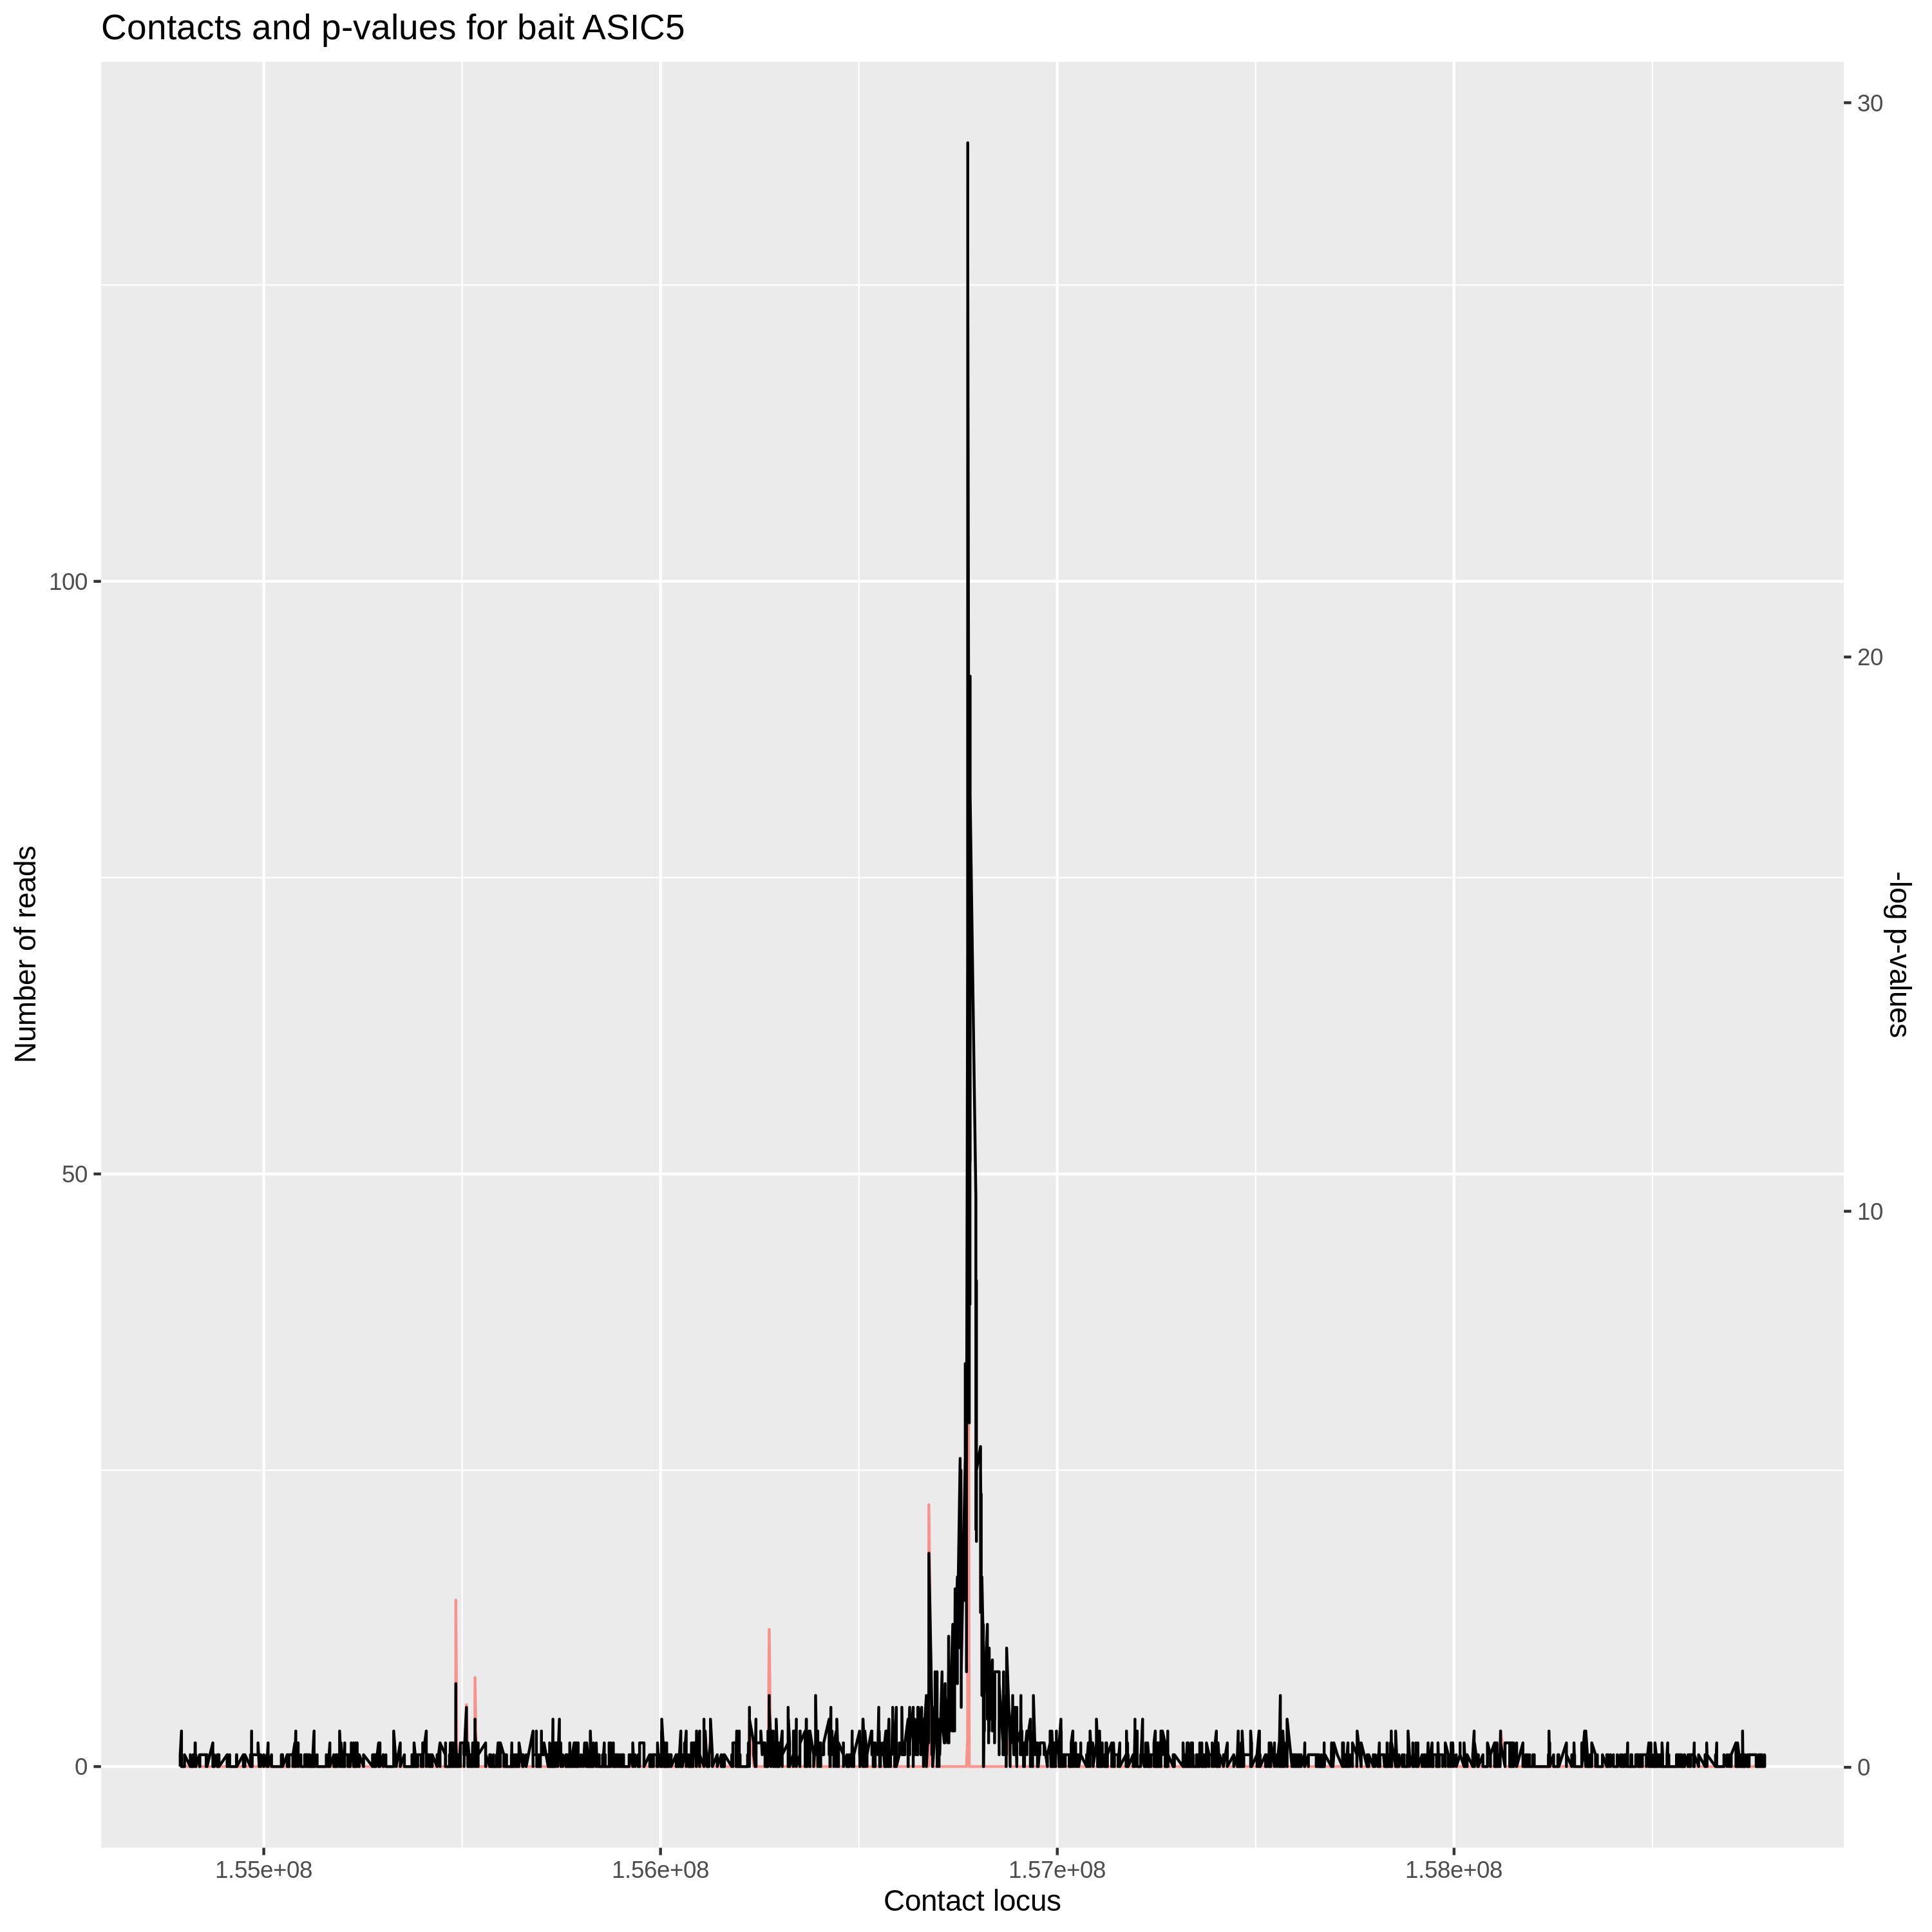 Contacts and p-values for bait ASIC5
30
100
20
Number of reads
-log p-values
50
10
0
0
1.55e+08
1.56e+08
1.57e+08
1.58e+08
Contact locus